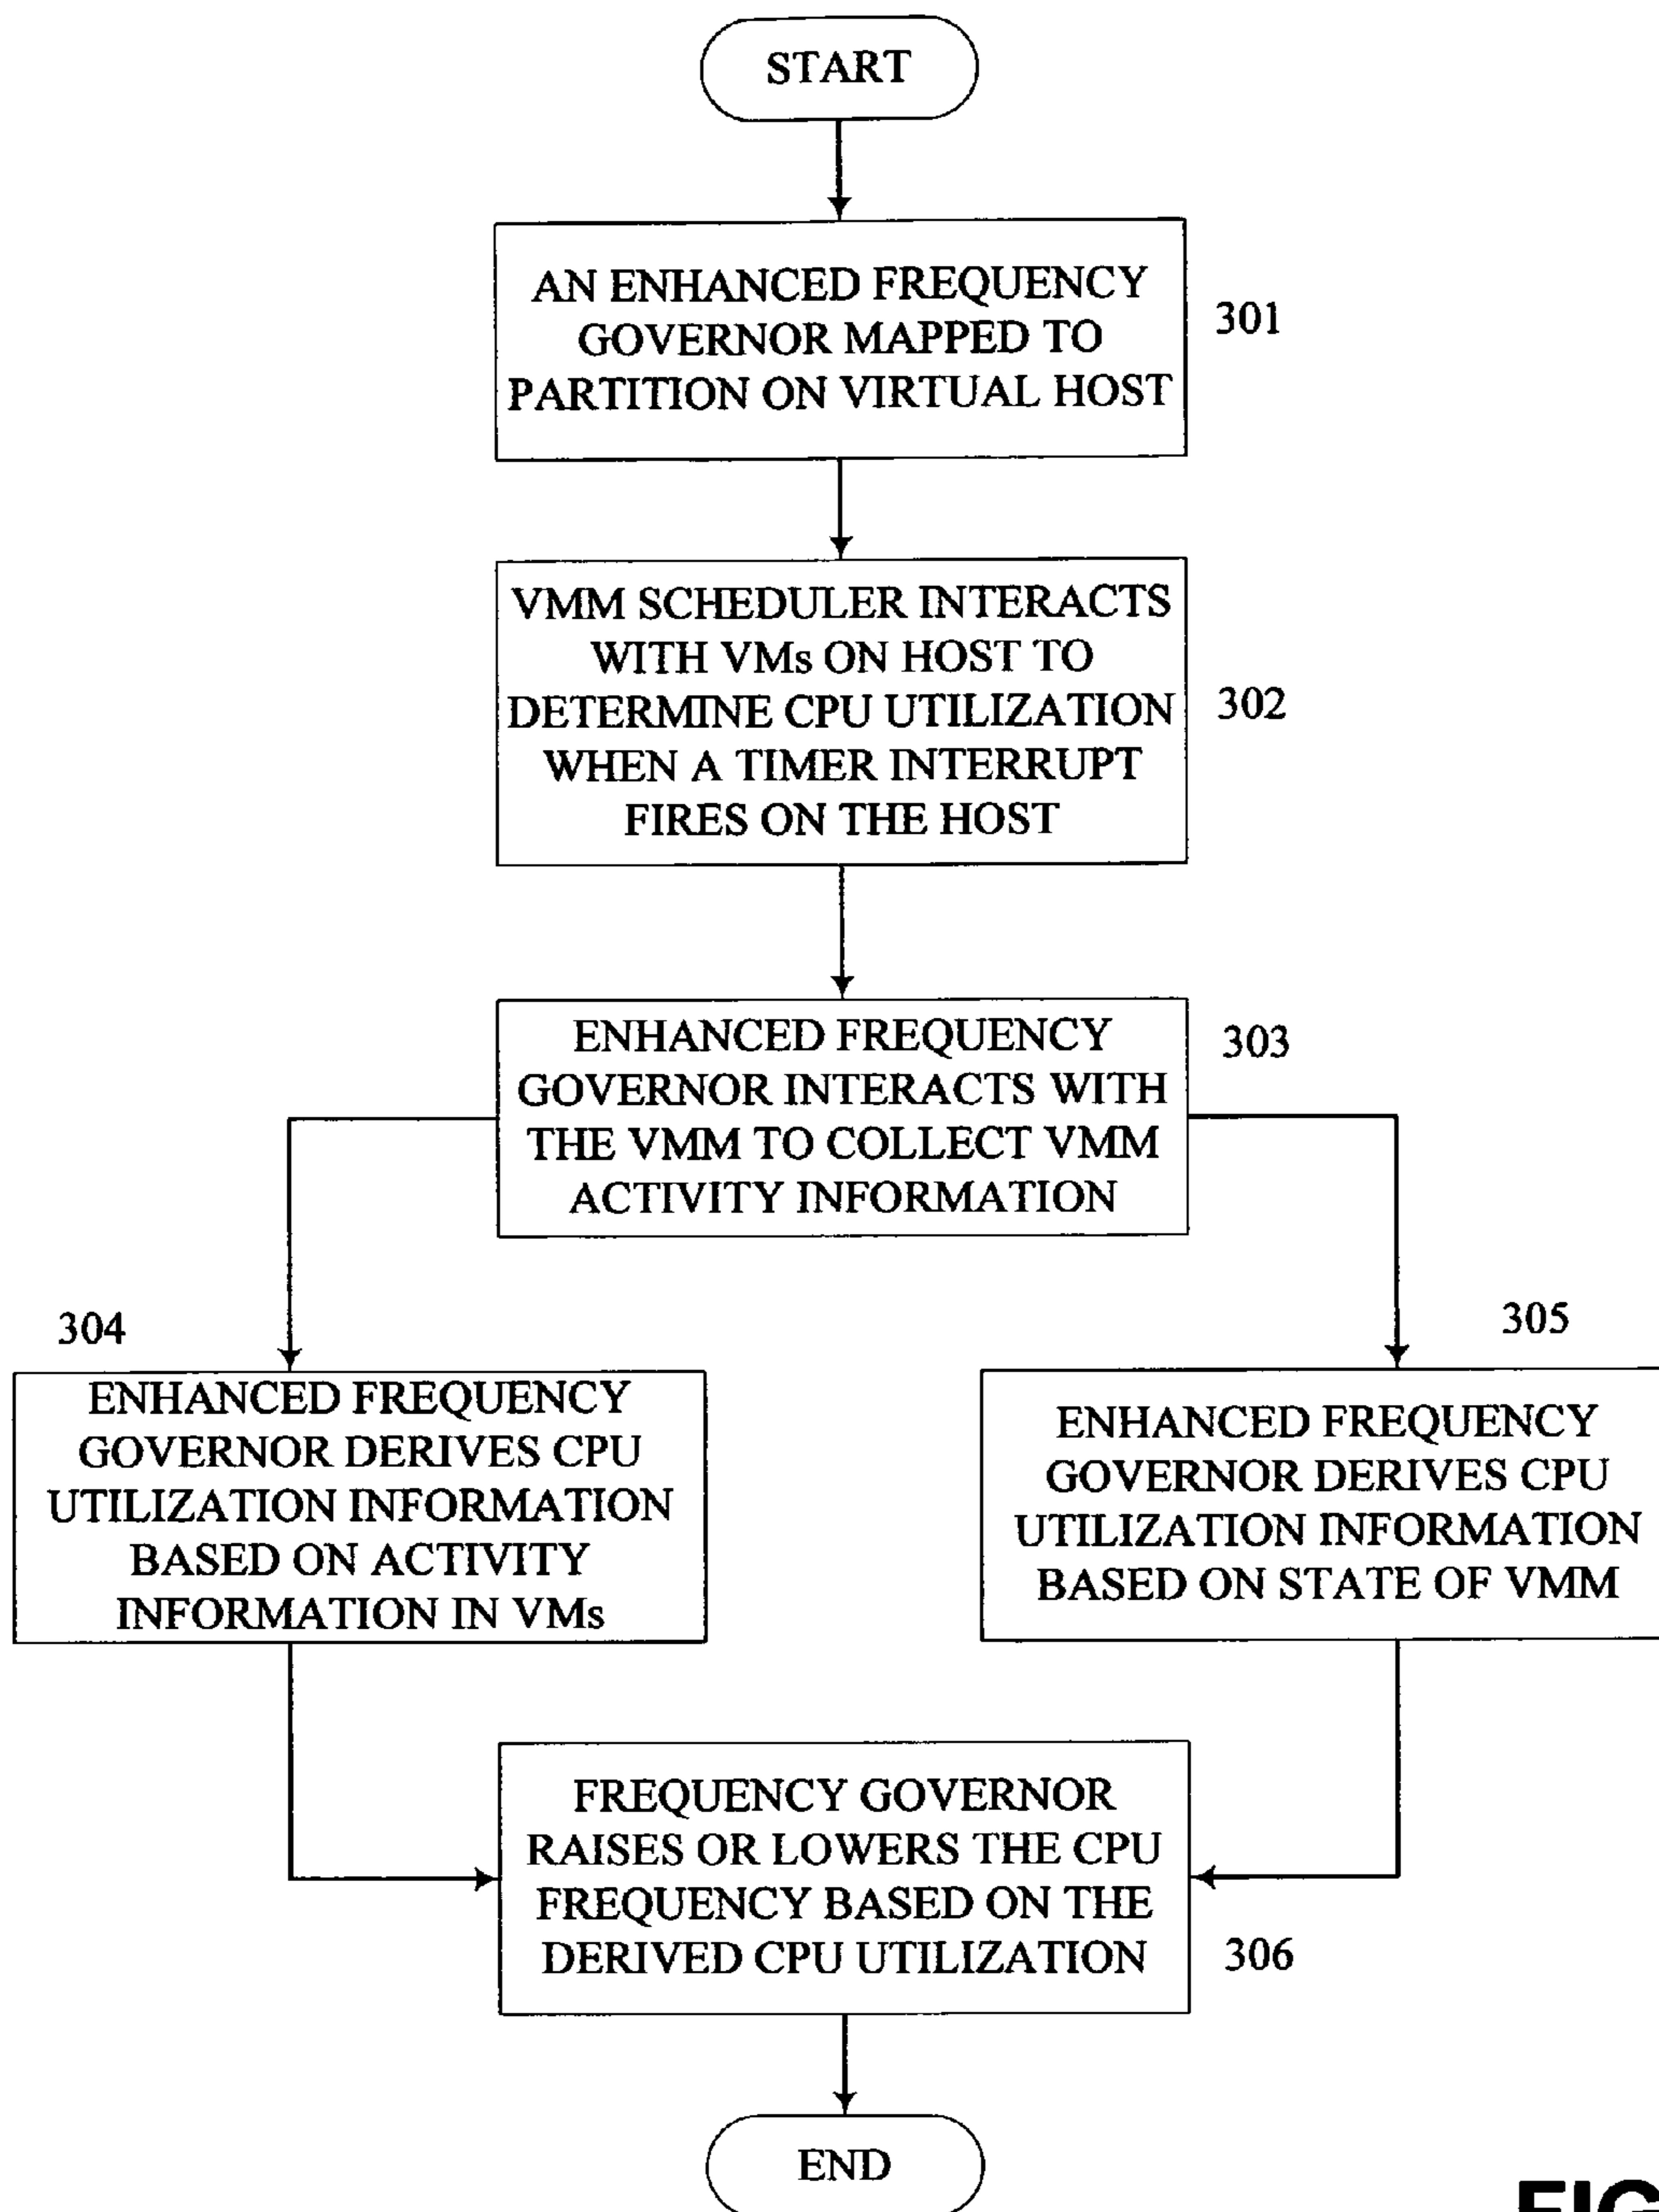 START
AN ENHANCED FREQUENCY
GOVERNOR MAPPED TO
PARTITION ON VIRTUAL HOST
301
VMM SCHEDULER INTERACTS
WITH VMs ON HOST TO
DETERMINE CPU UTILIZATION
WHEN A TIMER INTERRUPT
FIRES ON THE HOST
302
ENHANCED FREQUENCY
GOVERNOR INTERACTS WITH
THE VMM TO COLLECT VMM
ACTIVITY INFORMATION
303
304
ENHANCED FREQUENCY
GOVERNOR DERIVES CPU
UTILIZATION INFORMATION
BASED ON ACTIVITY
INFORMATION IN VMs
305
ENHANCED FREQUENCY
GOVERNOR DERIVES CPU
UTILIZATION INFORMATION
BASED ON STATE OF VMM
FREQUENCY GOVERNOR
RAISES OR LOWERS THE CPU
FREQUENCY BASED ON THE
DERIVED CPU UTILIZATION
306
END
FIG